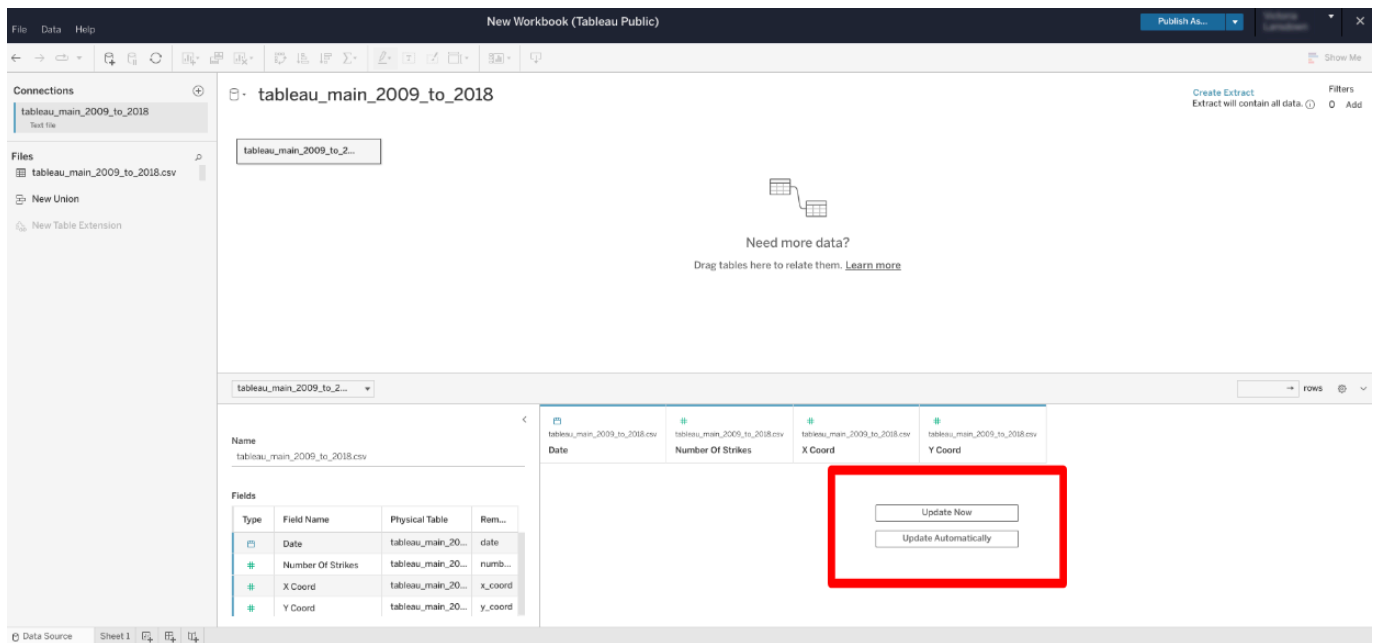 New Workbook (Tableau Public)
File Data Help
Publish As...
Show Me
Connections
tableau_main_2009_to_2018
Text file
Files
tableau_main_2009_to_2018.csv
New Union
New Table Extension
tableau_main_2009_to_2018
Create Extract
Extract will contain all data.
Filters
0 Add
tableau_main_2009_to_2...
Need more data?
Drag tables here to relate them. Learn more
tableau_main_2009_to_2...
rows
Name
tableau_main_2009_to_2018.csv
Fields
Type Field Name Physical Table Rem...
Date tableau_main_20... date
Number Of Strikes tableau_main_20... numb...
X Coord tableau_main_20... x_coord
Y Coord tableau_main_20... y_coord
tableau_main_2009_to_2018.csv tableau_main_2009_to_2018.csv tableau_main_2009_to_2018.csv tableau_main_2009_to_2018.csv
Date Number Of Strikes X Coord Y Coord
Update Now
Update Automatically
Data Source Sheet 1